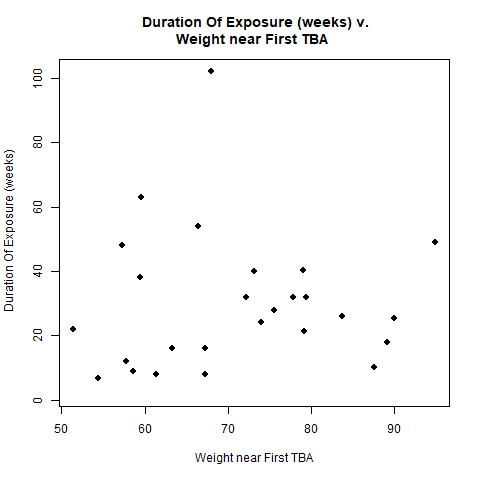 Duration Of Exposure (weeks) v.
Weight near First TBA
100
80
60
40
20
0
Duration Of Exposure (weeks)
50 60 70 80 90
Weight near First TBA